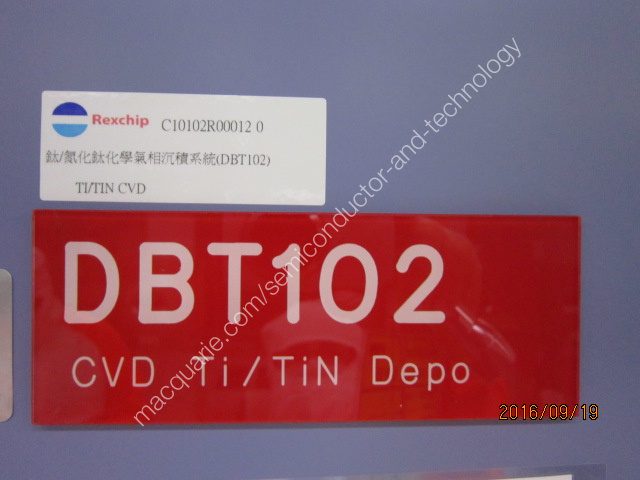 Rexchip C10102R00012 0
鈦/氮化鈦化學氣相沉積系統(DBT102)
TI/TIN CVD
DBT102
CVD Ti/TiN Depo
2016/09/19
macquarie.com/semiconductor-and-technology